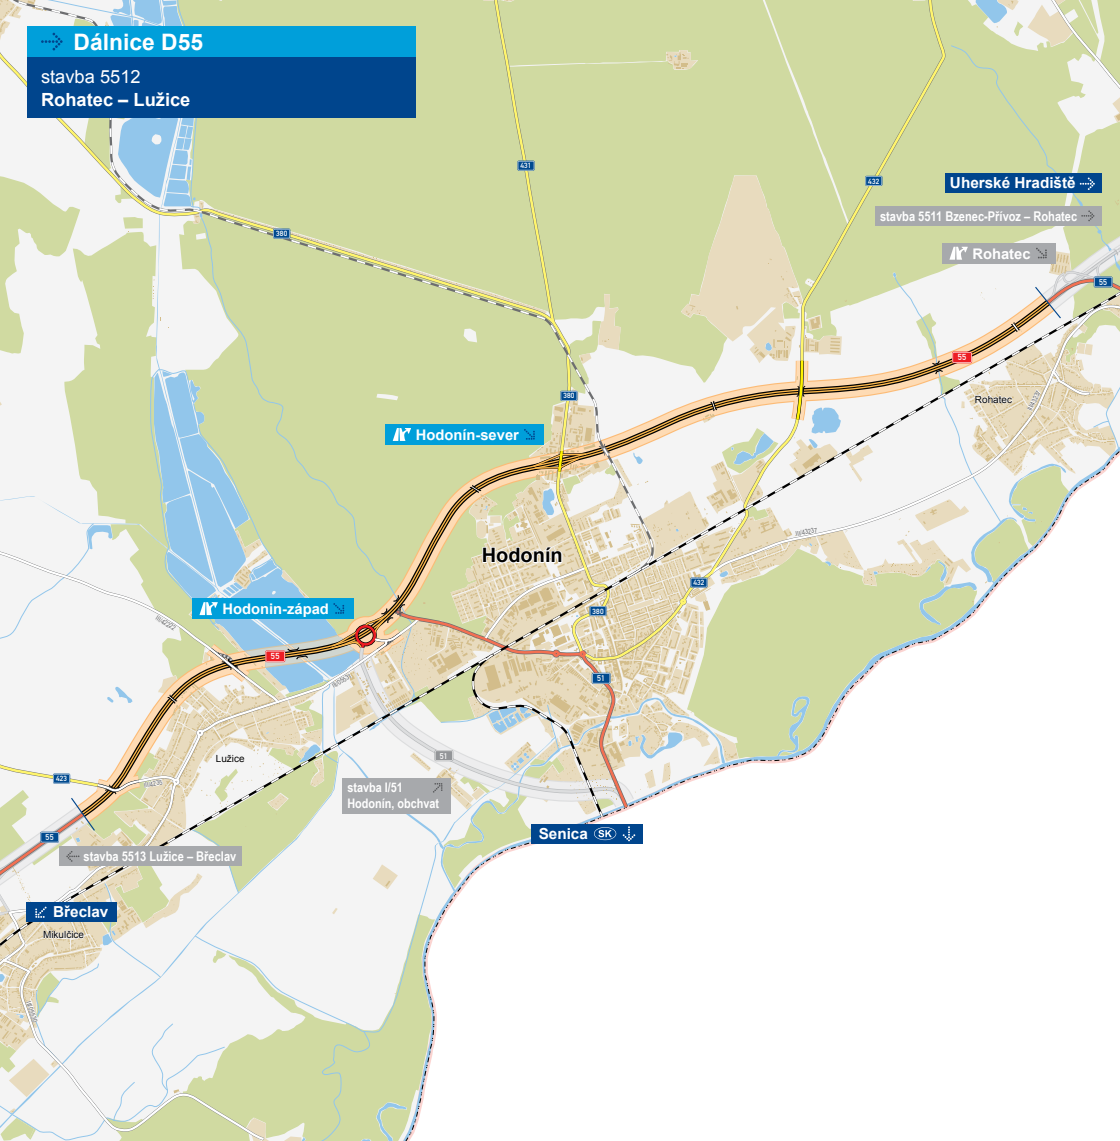 Dálnice D55
stavba 5512
Rohatec – Lužice
431
432
Uherské Hradiště
stavba 5511 Bzenec-Přívoz – Rohatec
380
Rohatec
55
55
380
Rohatec
Hodonín-sever
Hodonín
432
Hodonín-západ
380
55
51
51
Lužice
423
stavba I/51
Hodonín, obchvat
Senica SK
55
stavba 5513 Lužice – Břeclav
Břeclav
Mikulčice